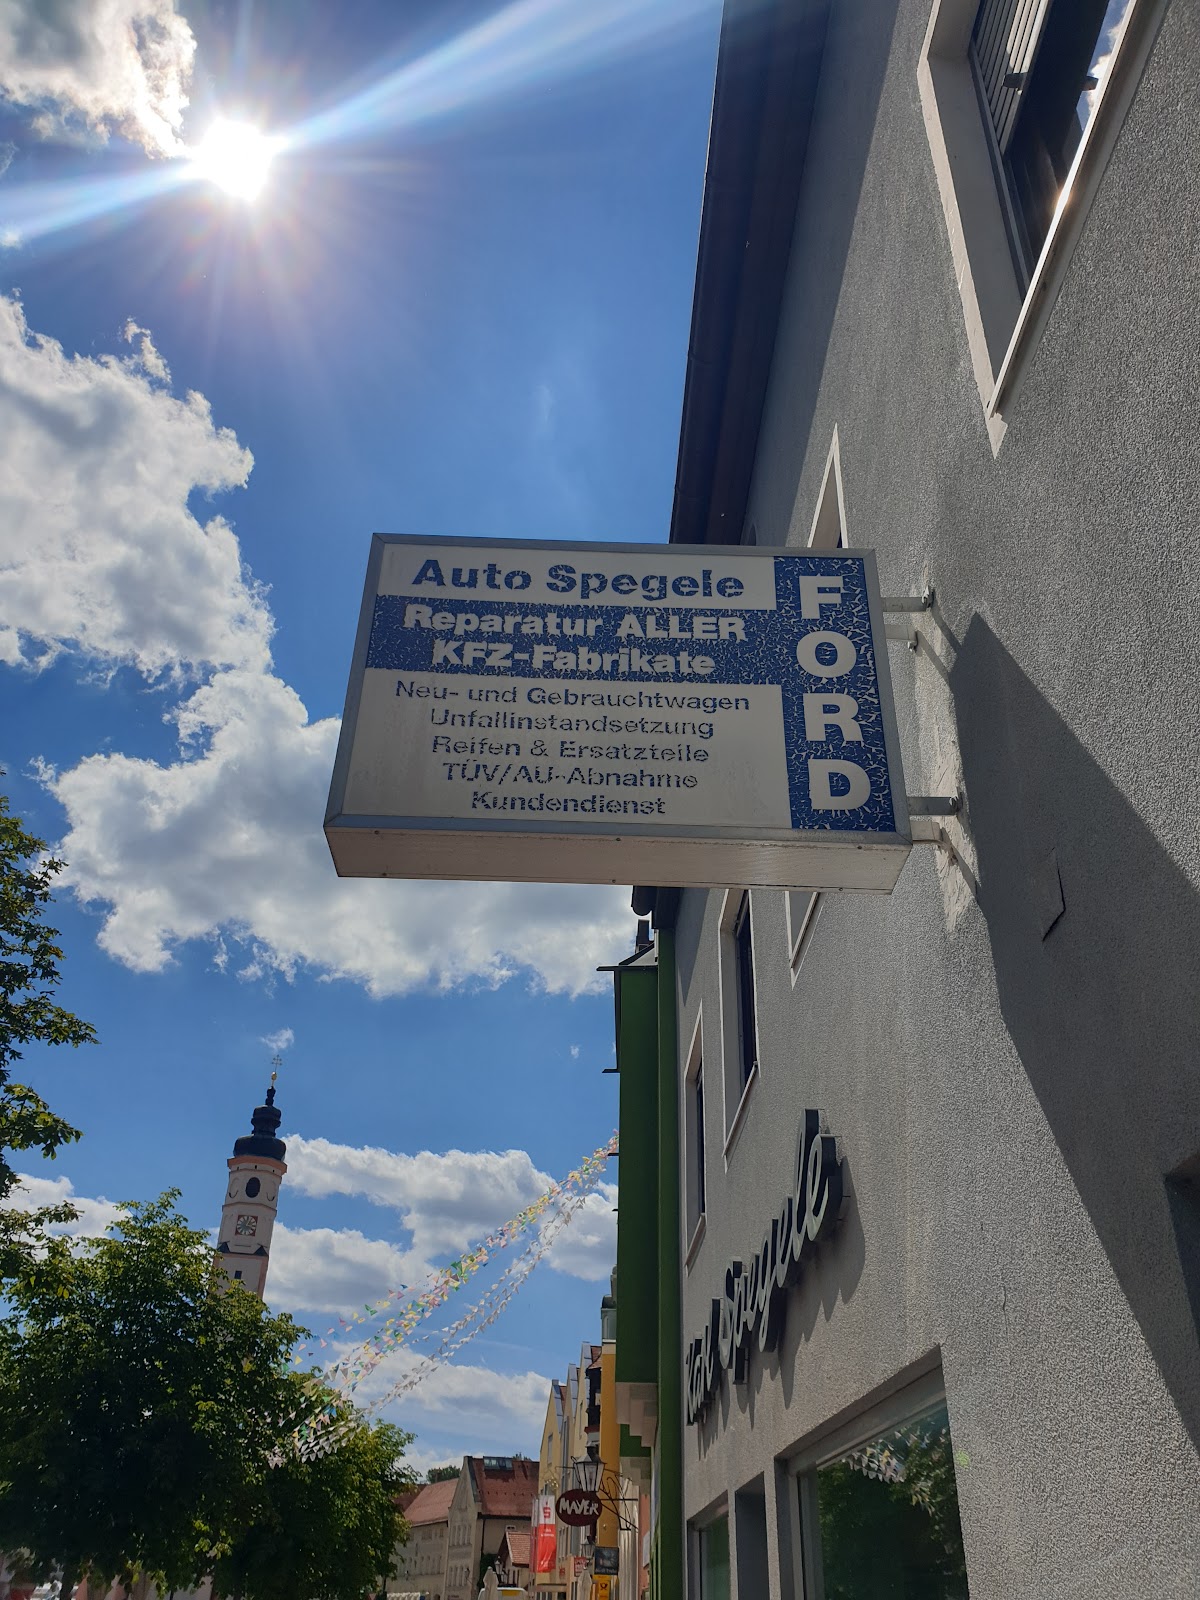 Auto Spegele
Reparatur ALLER
KFZ-Fabrikate
Neu- und Gebrauchtwagen
Unfallinstandsetzung
Reifen & Ersatzteile
TÜV/AU-Abnahme
Kundendienst
FORD
Karl Spegele
MAYER